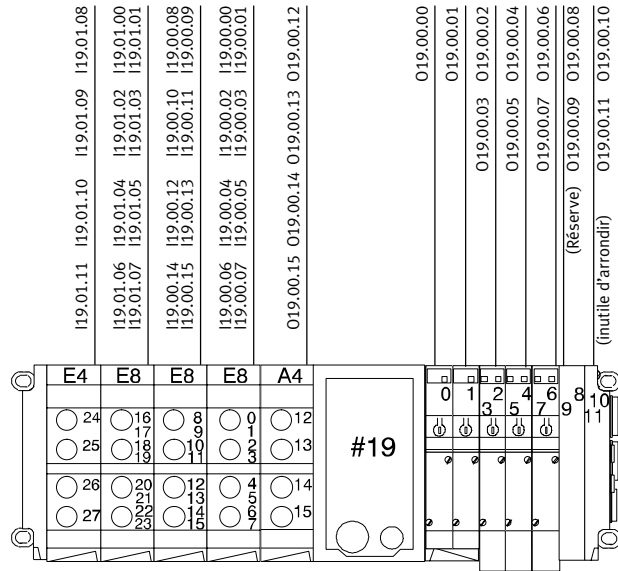 I19.01.11 I19.01.10 I19.01.09 I19.01.08
I19.01.06 I19.01.04 I19.01.02 I19.01.00
I19.01.07 I19.01.05 I19.01.03 I19.01.01
I19.00.14 I19.00.12 I19.00.10 I19.00.08
I19.00.15 I19.00.13 I19.00.11 I19.00.09
I19.00.06 I19.00.04 I19.00.02 I19.00.00
I19.00.07 I19.00.05 I19.00.03 I19.00.01
O19.00.15 O19.00.14 O19.00.13 O19.00.12
O19.00.00
O19.00.01
O19.00.03 O19.00.02
O19.00.05 O19.00.04
O19.00.07 O19.00.06
(Réserve) O19.00.09 O19.00.08
(inutile d'arrondir) O19.00.11 O19.00.10
E4 E8 E8 E8 A4
0 1 2 4 6 8 10
3 5 7 9 11
24 16 8 0 12
17 9 1
25 18 10 2 13
19 11 3
#19
26 20 12 4 14
21 13 5
27 22 14 6 15
23 15 7